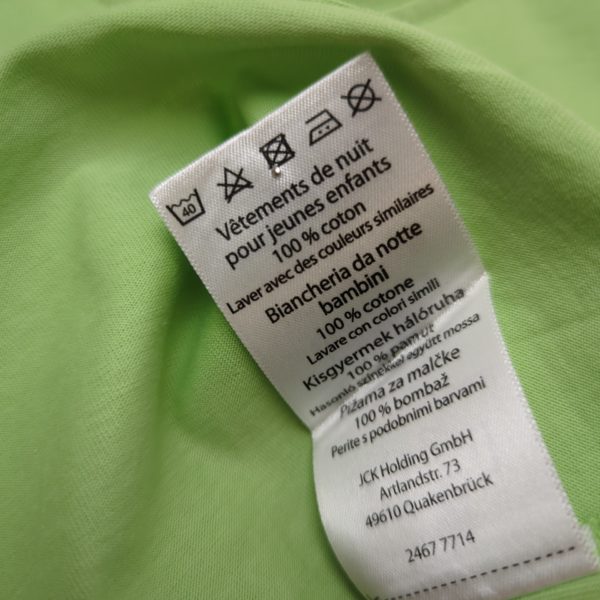 40
Vêtements de nuit
pour jeunes enfants
100 % coton
Laver avec des couleurs similaires
Biancheria da notte
bambini
100 % cotone
Lavare con colori simili
Kisgyermek hálóruha
100 % pamut
Hasonló színekkel együtt mossa
Pižama za malčke
100 % bombaž
Perite s podobnimi barvami
JCK Holding GmbH
Artlandstr. 73
49610 Quakenbrück
2467 7714